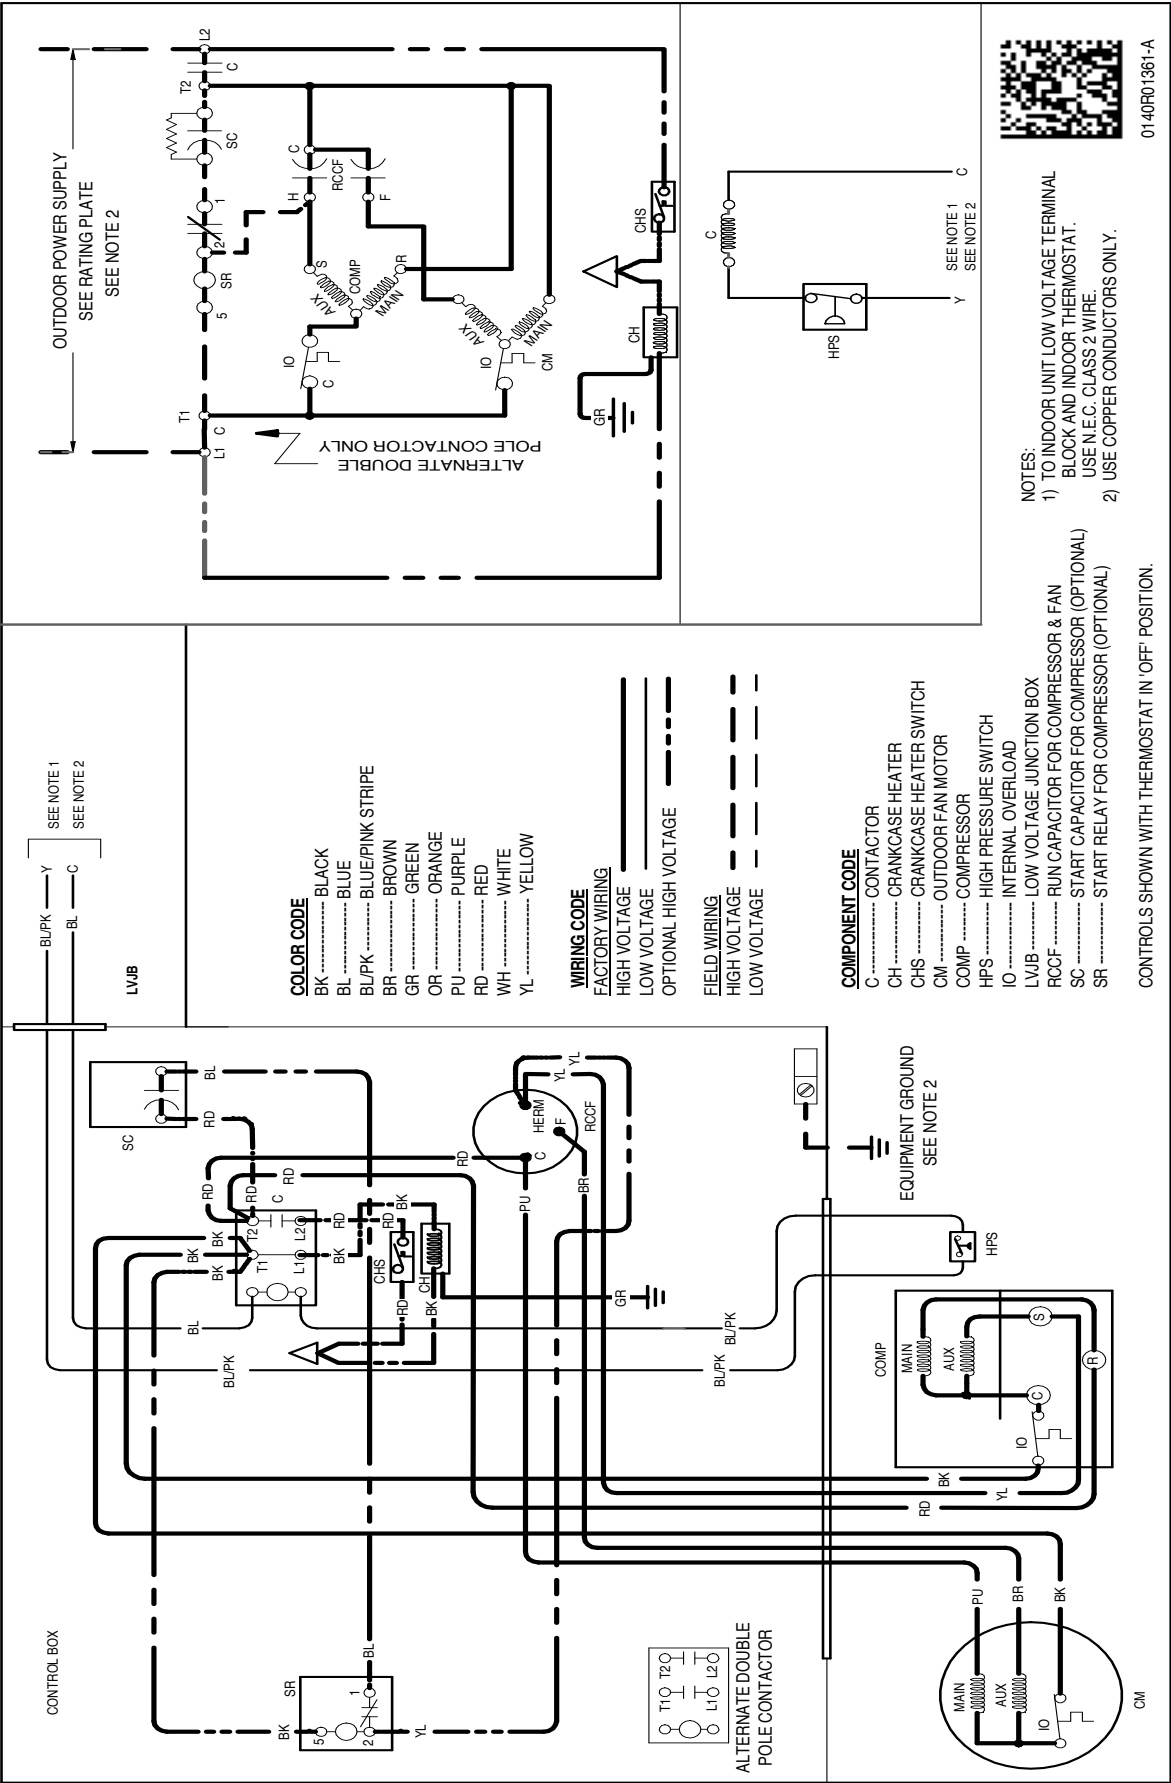 CONTROL BOX
SR
BK
5
2
1
YL
BL
ALTERNATE DOUBLE
POLE CONTACTOR
T1
T2
L1
L2
CM
MAIN
AUX
IO
PU
BR
BK
COMP
MAIN
AUX
IO
C
S
R
BK
YL
RD
BL/PK
BL/PK
HPS
EQUIPMENT GROUND
SEE NOTE 2
BL
BL/PK
BK
BK
BK
T1
T2
L1
L2
C
RD
RD
RD
RD
RD
RD
BK
BK
CHS
CH
RD
BK
GR
SC
RD
BL
HERM
F
C
RCCF
YL
YL
PU
BR
RD
LVJB
BL/PK
Y
BL
C
SEE NOTE 1
SEE NOTE 2
COLOR CODE
BK ---------- BLACK
BL ---------- BLUE
BL/PK -------- BLUE/PINK STRIPE
BR ---------- BROWN
GR ---------- GREEN
OR ---------- ORANGE
PU ---------- PURPLE
RD ---------- RED
WH ---------- WHITE
YL ---------- YELLOW
WIRING CODE
FACTORY WIRING
HIGH VOLTAGE
LOW VOLTAGE
OPTIONAL HIGH VOLTAGE
FIELD WIRING
HIGH VOLTAGE
LOW VOLTAGE
COMPONENT CODE
C ------------ CONTACTOR
CH ----------- CRANKCASE HEATER
CHS ---------- CRANKCASE HEATER SWITCH
CM ---------- OUTDOOR FAN MOTOR
COMP -------- COMPRESSOR
HPS ---------- HIGH PRESSURE SWITCH
IO ------------ INTERNAL OVERLOAD
LVJB --------- LOW VOLTAGE JUNCTION BOX
RCCF --------- RUN CAPACITOR FOR COMPRESSOR & FAN
SC ----------- START CAPACITOR FOR COMPRESSOR (OPTIONAL)
SR ----------- START RELAY FOR COMPRESSOR (OPTIONAL)
CONTROLS SHOWN WITH THERMOSTAT IN 'OFF' POSITION.
OUTDOOR POWER SUPPLY
SEE RATING PLATE
SEE NOTE 2
L1
C
T1
5
SR
2
1
SC
T2
C
L2
ALTERNATE DOUBLE
POLE CONTACTOR ONLY
IO
C
AUX
S
COMP
MAIN
R
H
C
RCCF
F
IO
AUX
MAIN
CM
GR
CH
CHS
C
HPS
Y
C
SEE NOTE 1
SEE NOTE 2
NOTES:
1) TO INDOOR UNIT LOW VOLTAGE TERMINAL
BLOCK AND INDOOR THERMOSTAT.
USE N.E.C. CLASS 2 WIRE.
2) USE COPPER CONDUCTORS ONLY.
0140R01361-A